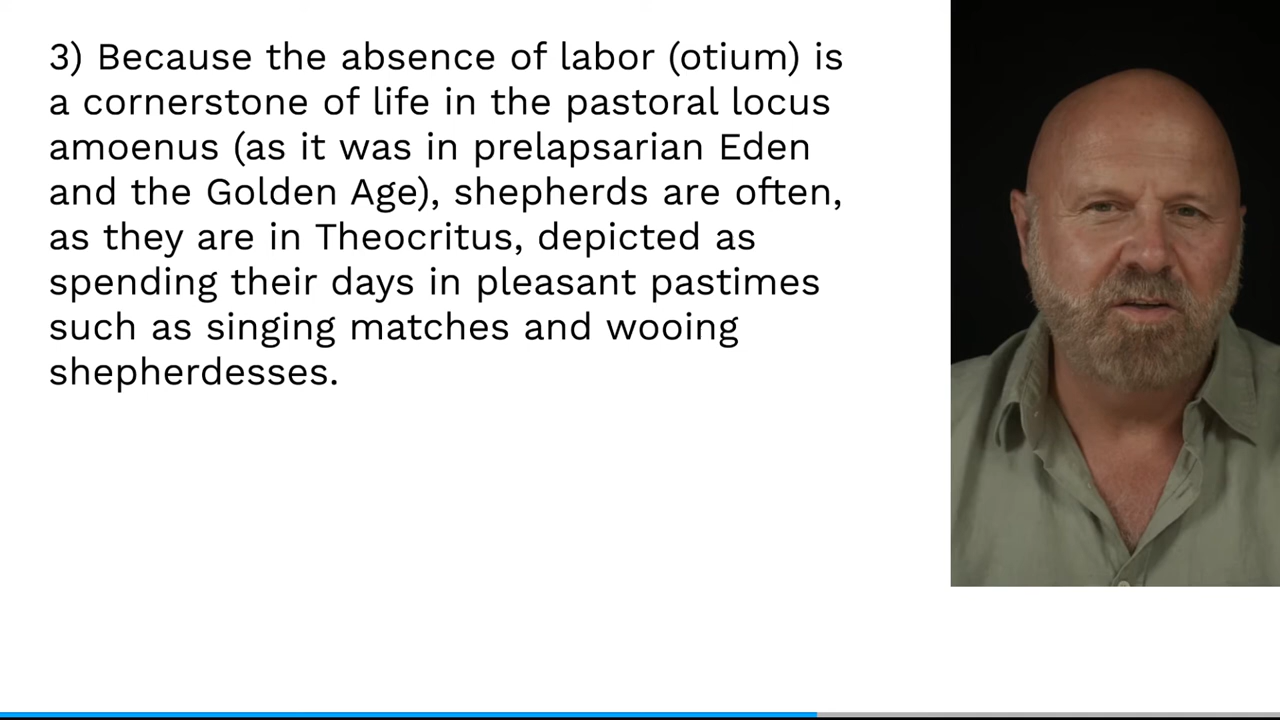 3) Because the absence of labor (otium) is
a cornerstone of life in the pastoral locus
amoenus (as it was in prelapsarian Eden
and the Golden Age), shepherds are often,
as they are in Theocritus, depicted as
spending their days in pleasant pastimes
such as singing matches and wooing
shepherdesses.